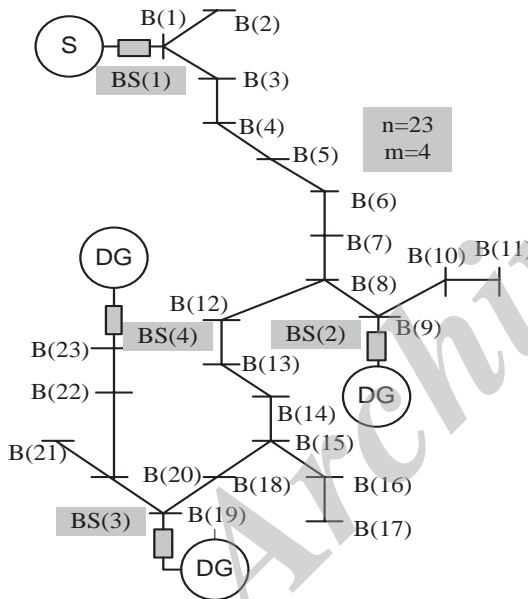 B(1)
B(2)
S
BS(1)
B(3)
B(4)
n=23
m=4
B(5)
B(6)
B(7)
DG
B(8)
B(10)
B(11)
B(12)
BS(4)
BS(2)
B(9)
B(23)
B(13)
DG
B(22)
B(14)
B(15)
B(21)
B(20)
B(18)
B(16)
BS(3)
B(19)
B(17)
DG
Archi